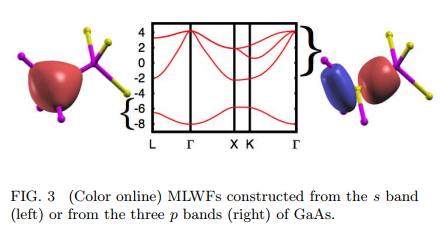 4
2
0
-2
-4
-6
-8
L Γ X K Γ
FIG. 3 (Color online) MLWFs constructed from the s band
(left) or from the three p bands (right) of GaAs.